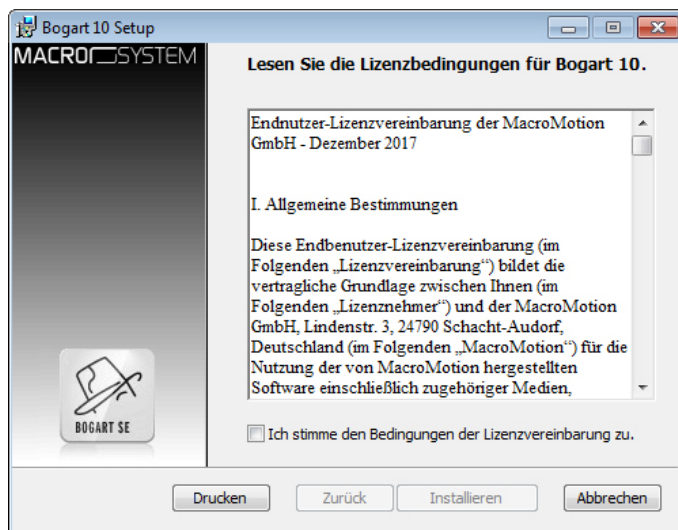 Bogart 10 Setup
MACROSYSTEM
Lesen Sie die Lizenzbedingungen für Bogart 10.
Endnutzer-Lizenzvereinbarung der MacroMotion
GmbH - Dezember 2017
I. Allgemeine Bestimmungen
Diese Endbenutzer-Lizenzvereinbarung (im
Folgenden „Lizenzvereinbarung“) bildet die
vertragliche Grundlage zwischen Ihnen (im
Folgenden „Lizenznehmer“) und der MacroMotion
GmbH, Lindenstr. 3, 24790 Schacht-Audorf,
Deutschland (im Folgenden „MacroMotion“) für die
Nutzung der von MacroMotion hergestellten
Software einschließlich zugehöriger Medien,
BOGART SE
Ich stimme den Bedingungen der Lizenzvereinbarung zu.
Drucken Zurück Installieren Abbrechen